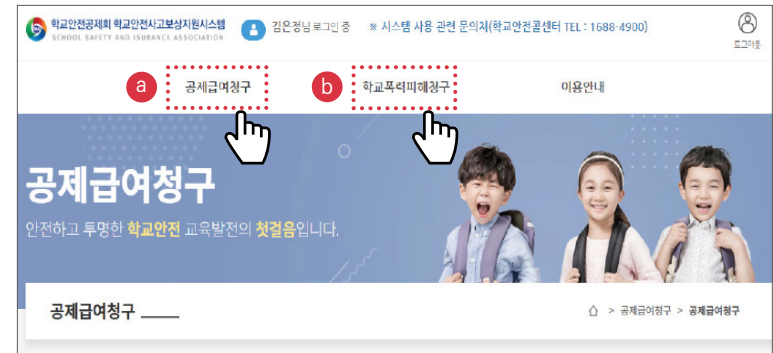 학교안전공제회 학교안전사고보상지원시스템
SCHOOL SAFETY AND ISURANCE ASSOCIATION
김은정님 로그인 중 ※ 시스템 사용 관련 문의처(학교안전콜센터 TEL : 1688-4900)
로그아웃
a 공제급여청구 b 학교폭력피해청구 이용안내
공제급여청구
안전하고 투명한 학교안전 교육발전의 첫걸음입니다.
공제급여청구
> 공제급여청구 > 공제급여청구